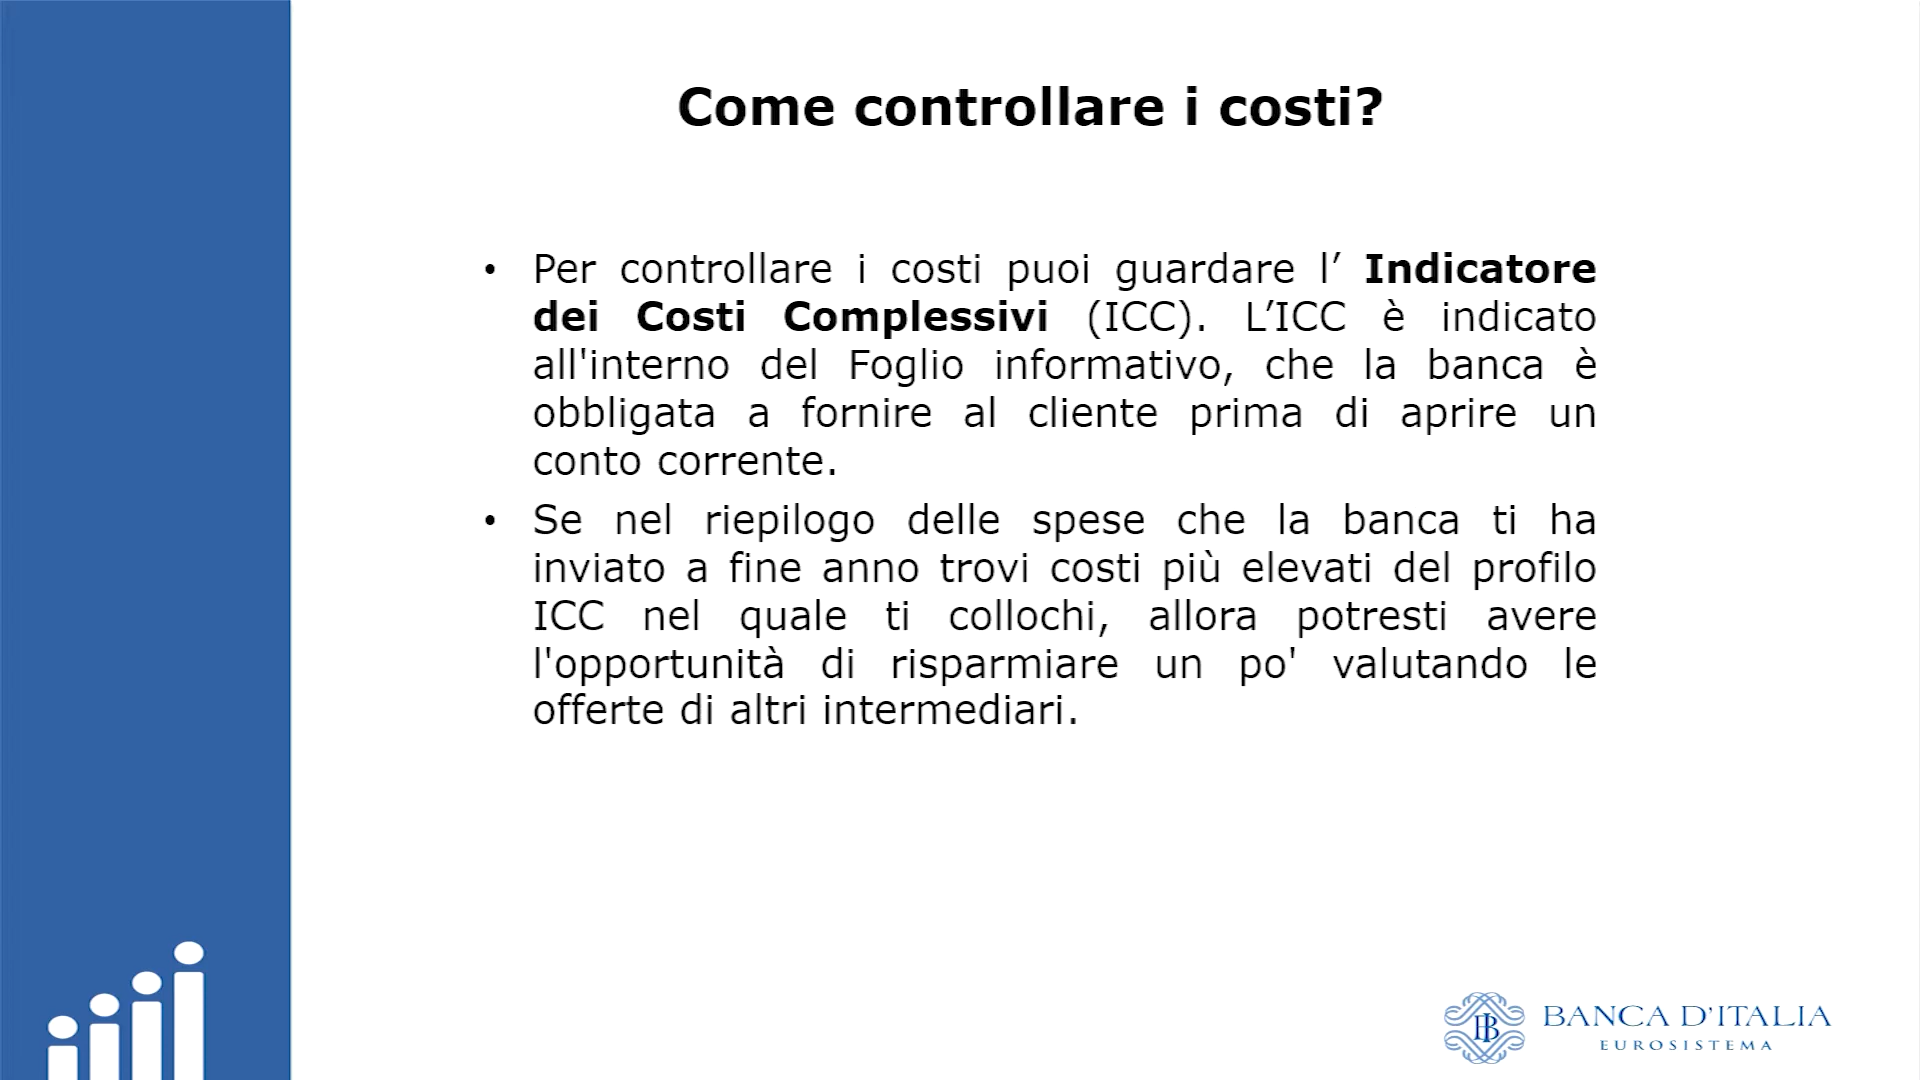 Come controllare i costi?
• Per controllare i costi puoi guardare l’ Indicatore
dei Costi Complessivi (ICC). L’ICC è indicato
all'interno del Foglio informativo, che la banca è
obbligata a fornire al cliente prima di aprire un
conto corrente.
• Se nel riepilogo delle spese che la banca ti ha
inviato a fine anno trovi costi più elevati del profilo
ICC nel quale ti collochi, allora potresti avere
l'opportunità di risparmiare un po' valutando le
offerte di altri intermediari.
BANCA D'ITALIA
EUROSISTEMA